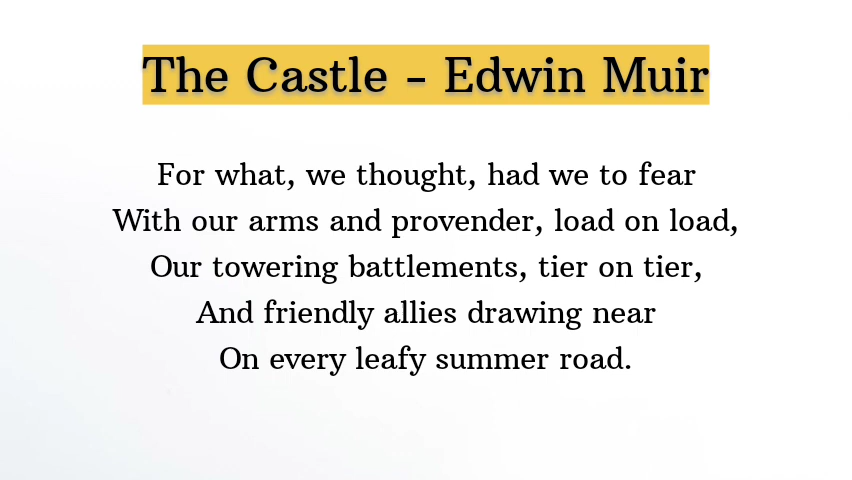 The Castle - Edwin Muir
For what, we thought, had we to fear
With our arms and provender, load on load,
Our towering battlements, tier on tier,
And friendly allies drawing near
On every leafy summer road.